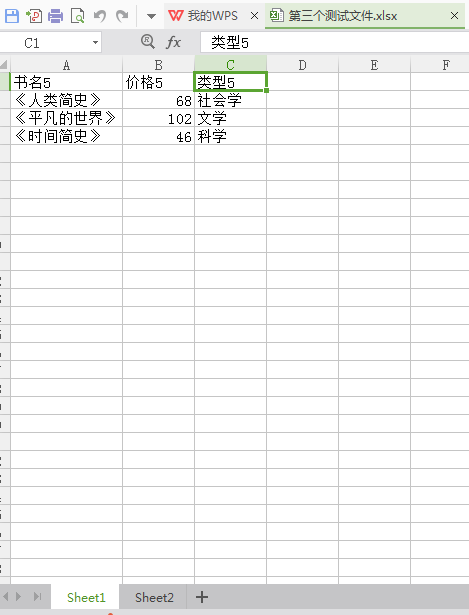 我的WPS 第三个测试文件.xlsx
C1 fx 类型5
A B C D E F
书名5 价格5 类型5
《人类简史》 68 社会学
《平凡的世界》 102 文学
《时间简史》 46 科学
Sheet1 Sheet2